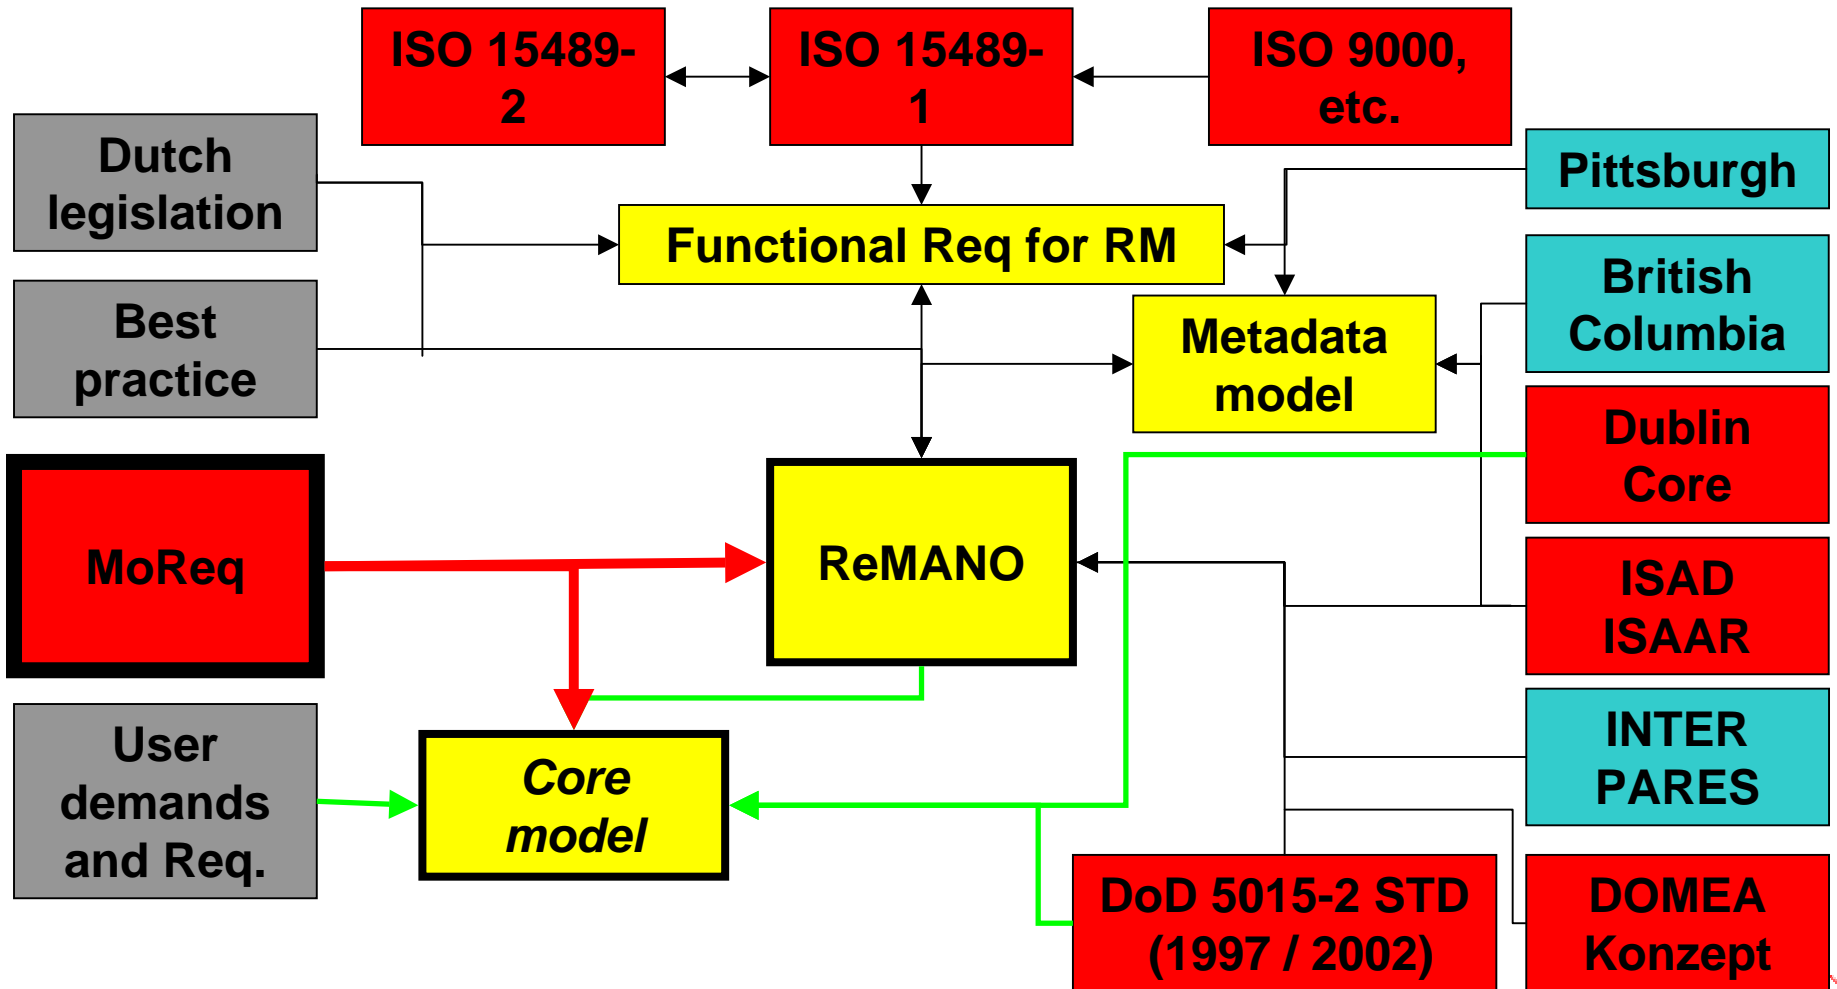 ISO 15489-
2
ISO 15489-
1
ISO 9000,
etc.
Dutch
legislation
Pittsburgh
Functional Req for RM
British
Columbia
Best
practice
Metadata
model
Dublin
Core
MoReq
ReMANO
ISAD
ISAAR
User
demands
and Req.
Core
model
INTER
PARES
DoD 5015-2 STD
(1997 / 2002)
DOMEA
Konzept